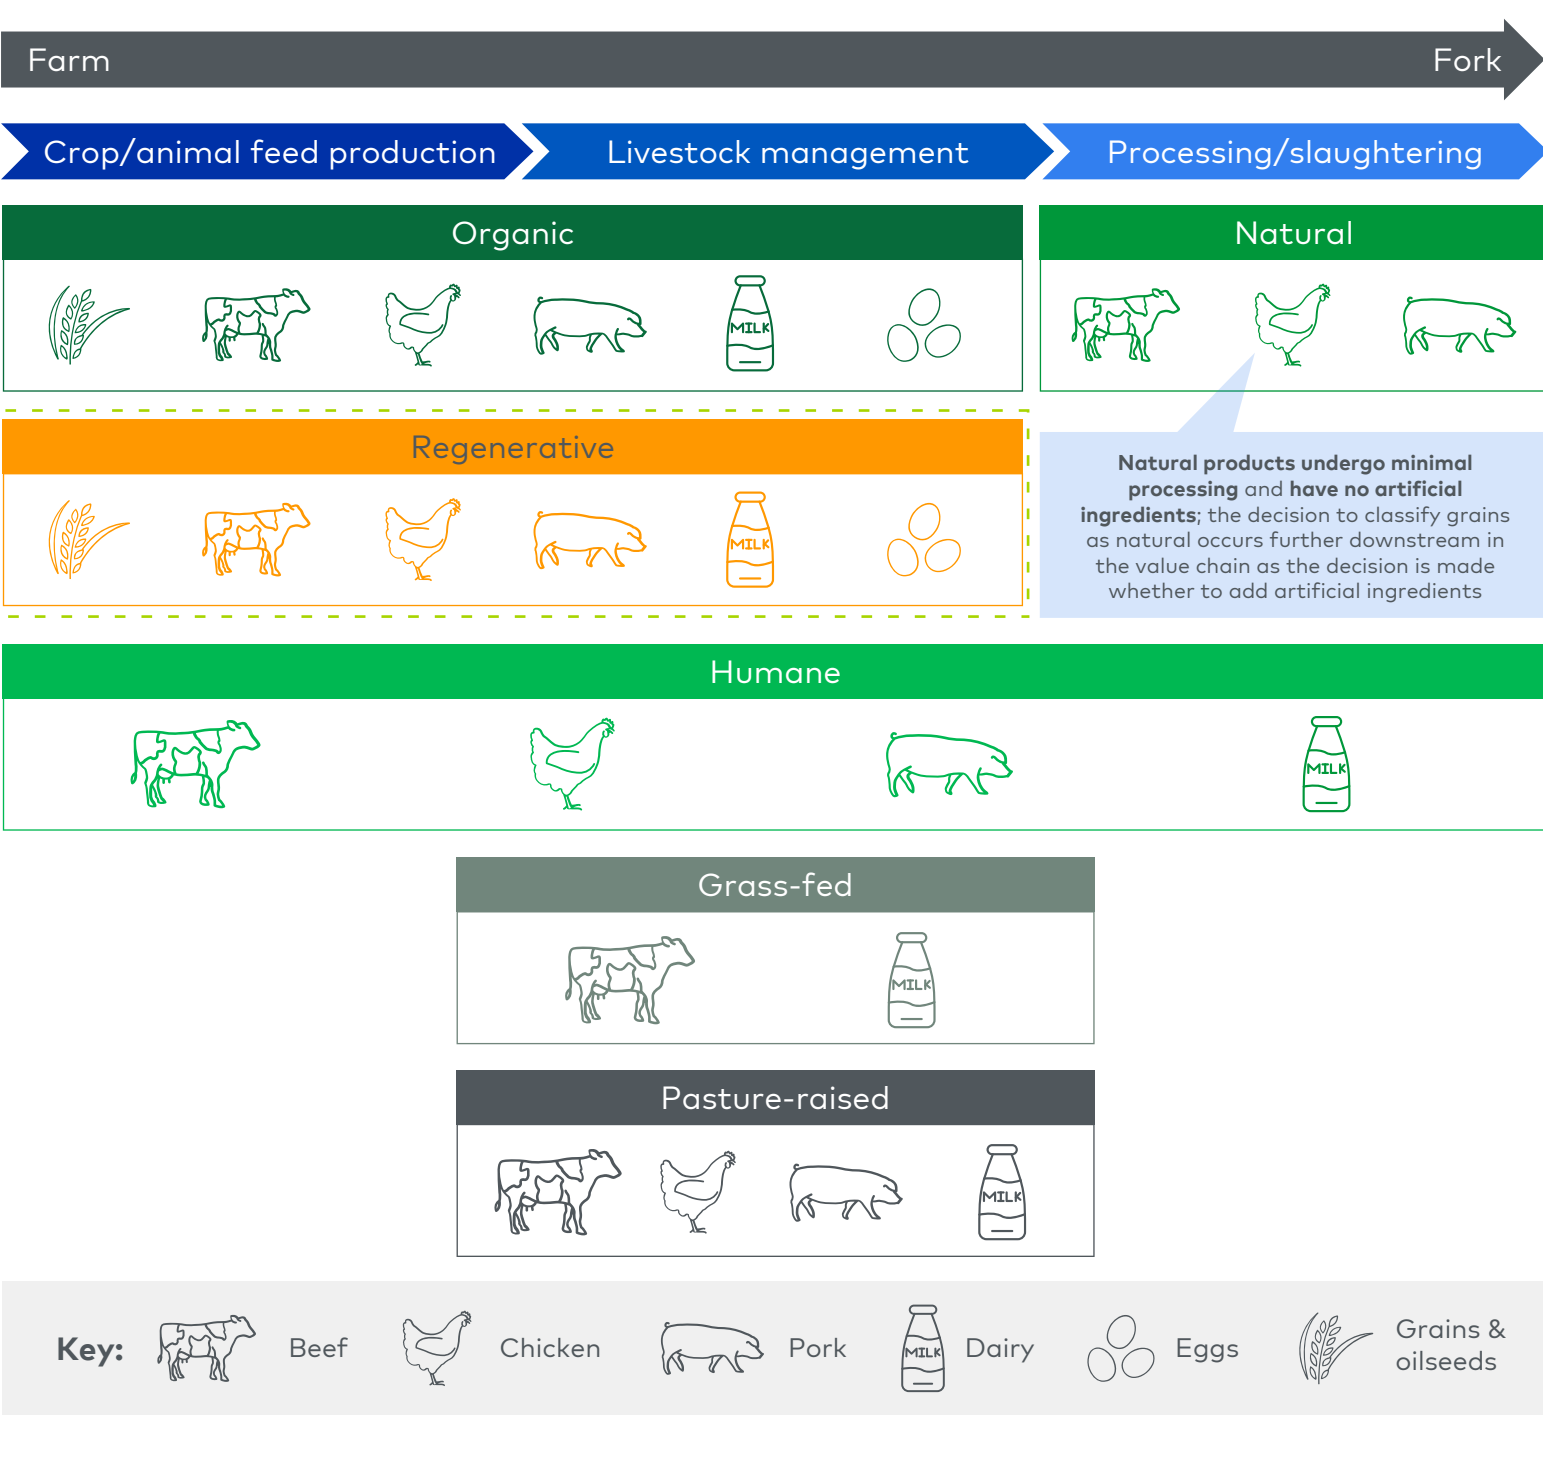 Farm
Fork
Crop/animal feed production
Livestock management
Processing/slaughtering
Organic
Natural
MILK
Regenerative
MILK
Natural products undergo minimal
processing and have no artificial
ingredients; the decision to classify grains
as natural occurs further downstream in
the value chain as the decision is made
whether to add artificial ingredients
Humane
MILK
Grass-fed
MILK
Pasture-raised
MILK
Key:
Beef
Chicken
Pork
MILK
Dairy
Eggs
Grains &
oilseeds